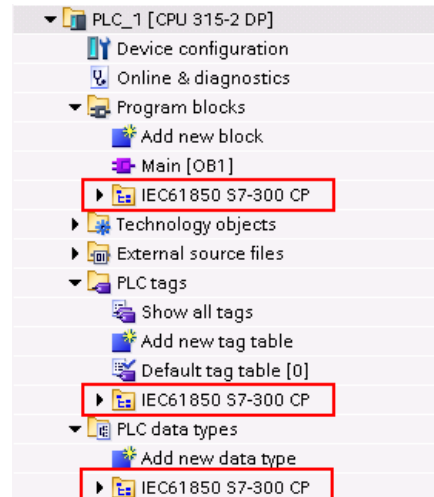 PLC_1 [CPU 315-2 DP]
Device configuration
Online & diagnostics
Program blocks
Add new block
Main [OB1]
IEC61850 S7-300 CP
Technology objects
External source files
PLC tags
Show all tags
Add new tag table
Default tag table [0]
IEC61850 S7-300 CP
PLC data types
Add new data type
IEC61850 S7-300 CP